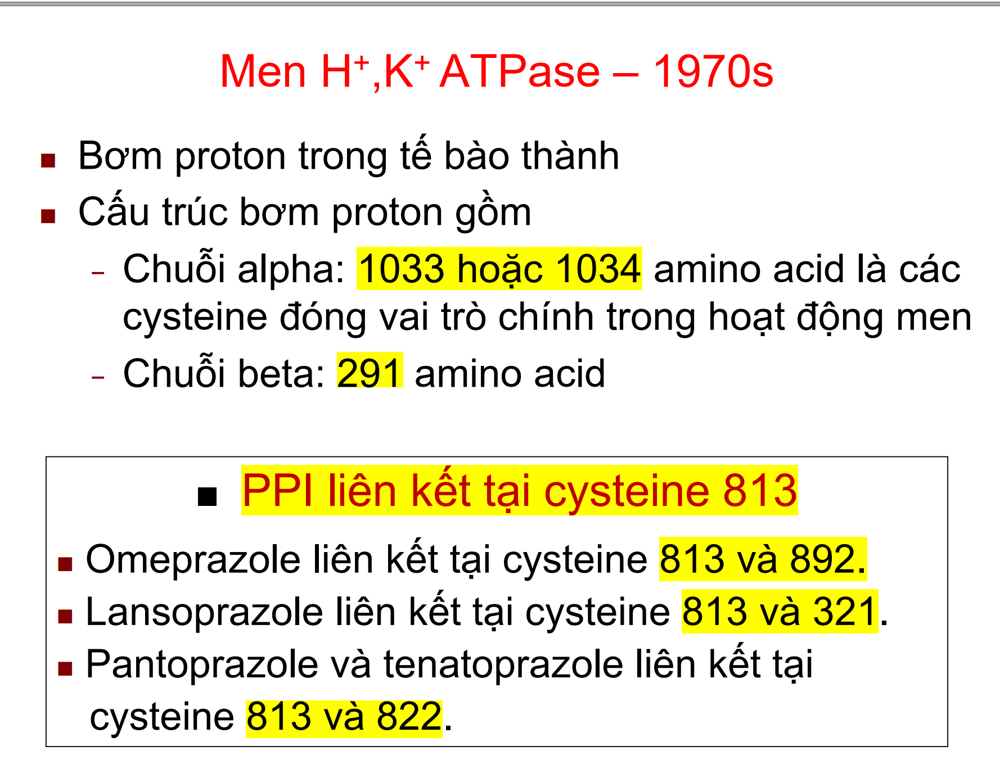 Men H⁺,K⁺ ATPase – 1970s
■ Bơm proton trong tế bào thành
■ Cấu trúc bơm proton gồm
– Chuỗi alpha: 1033 hoặc 1034 amino acid là các
cysteine đóng vai trò chính trong hoạt động men
– Chuỗi beta: 291 amino acid
■ PPI liên kết tại cysteine 813
■ Omeprazole liên kết tại cysteine 813 và 892.
■ Lansoprazole liên kết tại cysteine 813 và 321.
■ Pantoprazole và tenatoprazole liên kết tại
cysteine 813 và 822.